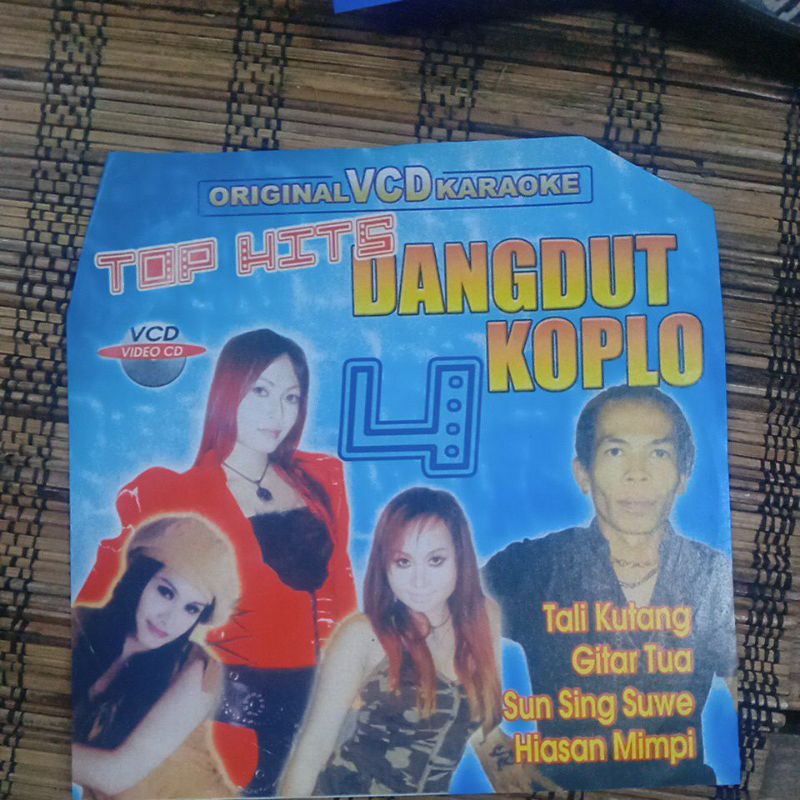 ORIGINAL VCD KARAOKE
TOP HITS
DANGDUT
KOPLO
4
VCD
VIDEO CD
Tali Kutang
Gitar Tua
Sun Sing Suwe
Hiasan Mimpi